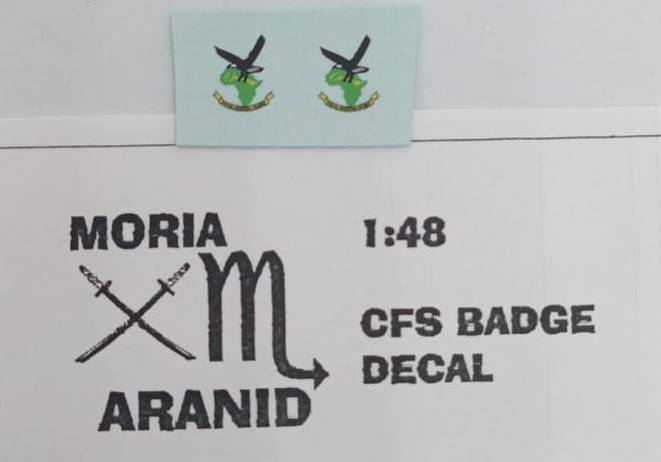 MORIA
ARANID
1:48
CFS BADGE
DECAL